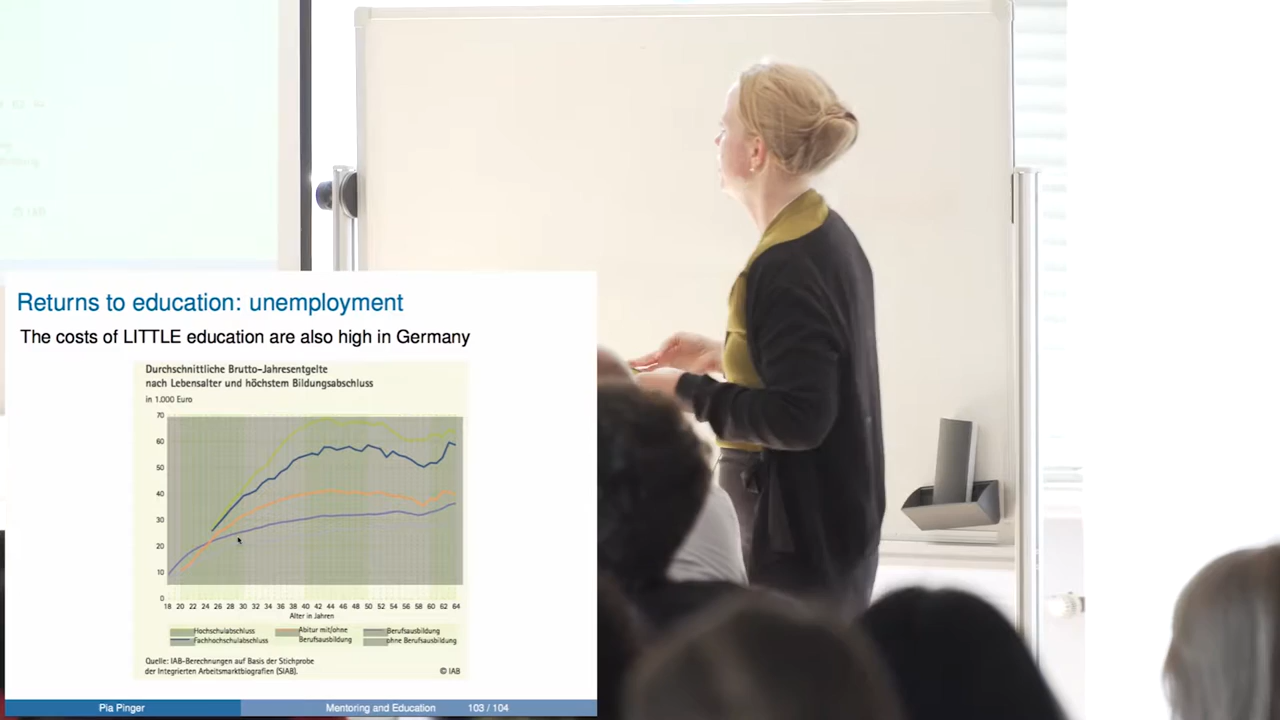 Returns to education: unemployment
The costs of LITTLE education are also high in Germany
Durchschnittliche Brutto-Jahresentgelte
nach Lebensalter und höchstem Bildungsabschluss
in 1.000 Euro
70
60
50
40
30
20
10
0
18 20 22 24 26 28 30 32 34 36 38 40 42 44 46 48 50 52 53 55 56 58 60 62 64
Alter in Jahren
Hochschulabschluss
Fachhochschulabschluss
Abitur mit/ohne
Berufsausbildung
Berufsausbildung
ohne Berufsausbildung
Quelle: IAB-Berechnungen auf Basis der Stichprobe
der Integrierten Arbeitsmarktbiografien (SIAB).
© IAB
Pia Pinger
Mentoring and Education
103 / 104